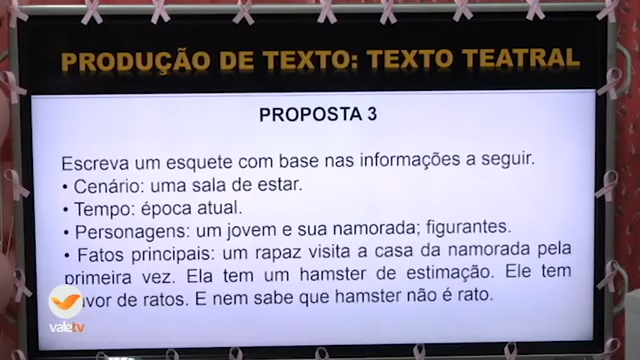 PRODUÇÃO DE TEXTO: TEXTO TEATRAL
PROPOSTA 3
Escreva um esquete com base nas informações a seguir.
• Cenário: uma sala de estar.
• Tempo: época atual.
• Personagens: um jovem e sua namorada; figurantes.
• Fatos principais: um rapaz visita a casa da namorada pela
primeira vez. Ela tem um hamster de estimação. Ele tem
avor de ratos. E nem sabe que hamster não é rato.
valetv